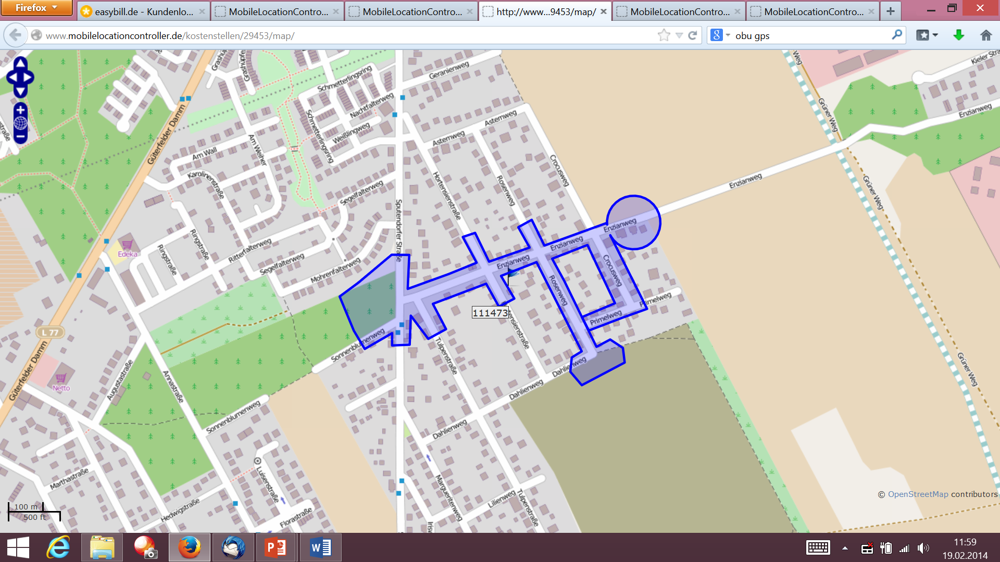 Firefox
easybill.de - Kundenlo...
MobileLocationContro...
MobileLocationContro...
http://www...9453/map/
MobileLocationContro...
MobileLocationContro...
www.mobilelocationcontroller.de/kostenstellen/29453/map/
obu gps
Geranienweg
Schmetterlingsring
Nachtfalterweg
Weißlingweg
Schmetterlingsring
Asternweg
Asternweg
Am Weiher
Am Wall
Karolinenstraße
Güterfelder Damm
Hortensienstraße
Rosenweg
Crocusweg
Segelfalterweg
Sputendorfer Straße
Ringstraße
Ringstraße
Ritterfalterweg
Segelfalterweg
Mohrenfalterweg
Edeka
Enzianweg
Enzianweg
Enzianweg
Enzianweg
Enzianweg
Kieler Stra
Weg
Grüner Weg
Grüner Weg
Grüner Weg
Rosenweg
Crocusweg
Primelweg
Primelweg
111473
Sonnenblumenweg
Tulpenstraße
Dahlienweg
Dahlienweg
L 77
Güterfelder Damm
Netto
Augustastraße
Annastraße
Sonnenblumenweg
Marthastraße
Hedwigstraße
Luisenstraße
Florastraße
Margueritenweg
Lilienweg
Tulpenstraße
Irisw
100 m
500 ft
© OpenStreetMap contributors
11:59
19.02.2014